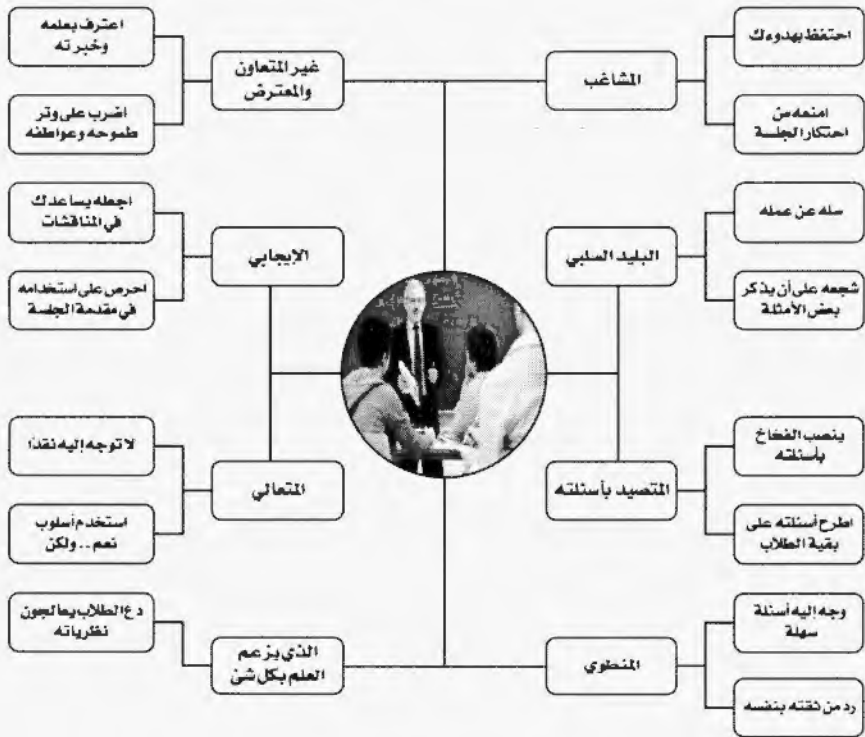 المشاغب
احتفظ بهدوءك
امنعه من
احتكار الجلسة
البليد السلبي
سله عن عمله
شجعه على أن يذكر
بعض الأمثلة
المتصيد بأسئلته
ينصب الفخاخ
بأسئلته
اطرح أسئلته على
بقية الطلاب
المنطوي
وجه إليه أسئلة
سهلة
رد من ثقته بنفسه
غير المتعاون
والمعترض
اعترف بعلمه
وخبرته
اضرب على وتر
طموحه وعواطفه
الإيجابي
اجعله يساعدك
في المناقشات
احرص على استخدامه
في مقدمة الجلسة
المتعالي
لا توجه إليه نقدًا
استخدم أسلوب
نعم.. ولكن
الذي يزعم
العلم بكل شئ
دع الطلاب يعالجون
نظرياته